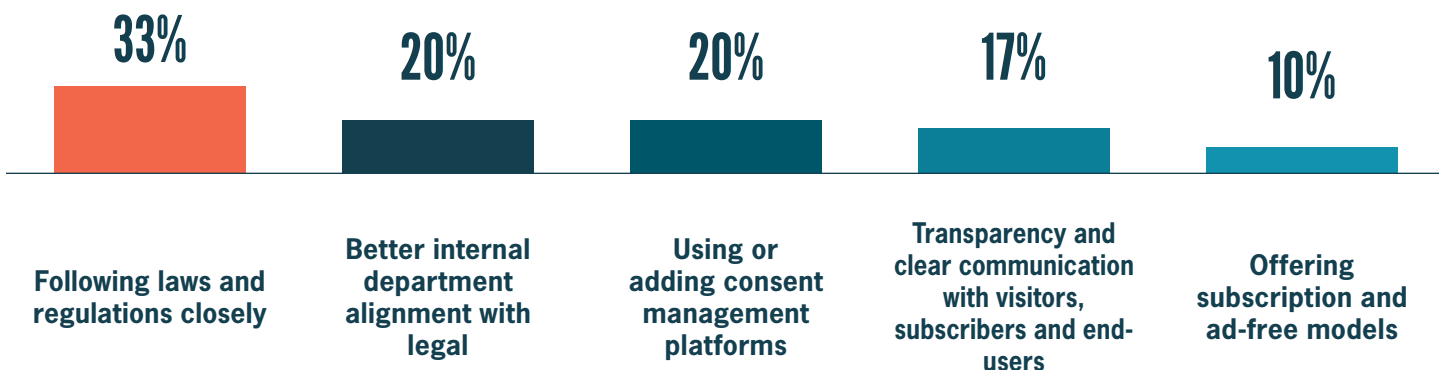 33%
20%
20%
17%
10%
Following laws and
regulations closely
Better internal
department
alignment with
legal
Using or
adding consent
management
platforms
Transparency and
clear communication
with visitors,
subscribers and end-
users
Offering
subscription and
ad-free models